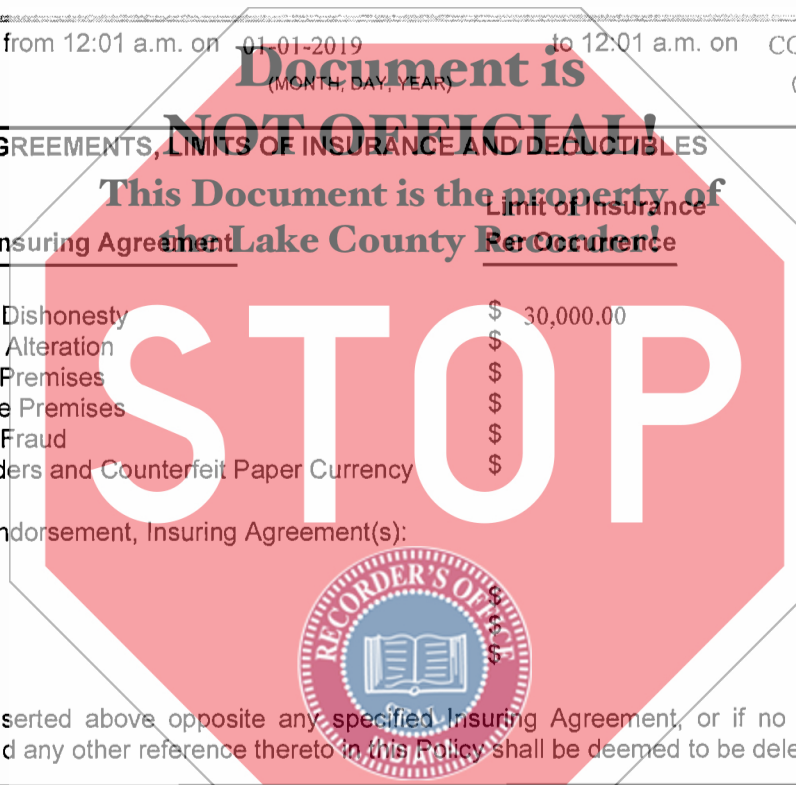 from 12:01 a.m. on 01-01-2019 to 12:01 a.m. on
Document is
(MONTH, DAY, YEAR)
NOT OFFICIAL!
GREEMENTS, LIMITS OF INSURANCE AND DEDUCTIBLES
This Document is the property of
Limit of Insurance
the Lake County Recorder!
nsuring Agreement Per Occurrence
Dishonesty $ 30,000.00
Alteration $
Premises $
e Premises $
Fraud $
ders and Counterfeit Paper Currency $
STOP
ndorsement, Insuring Agreement(s):
RECORDER'S OFFICE
$
$
$
SEAL
INDIANA
serted above opposite any specified Insuring Agreement, or if no
d any other reference thereto in this Policy shall be deemed to be dele